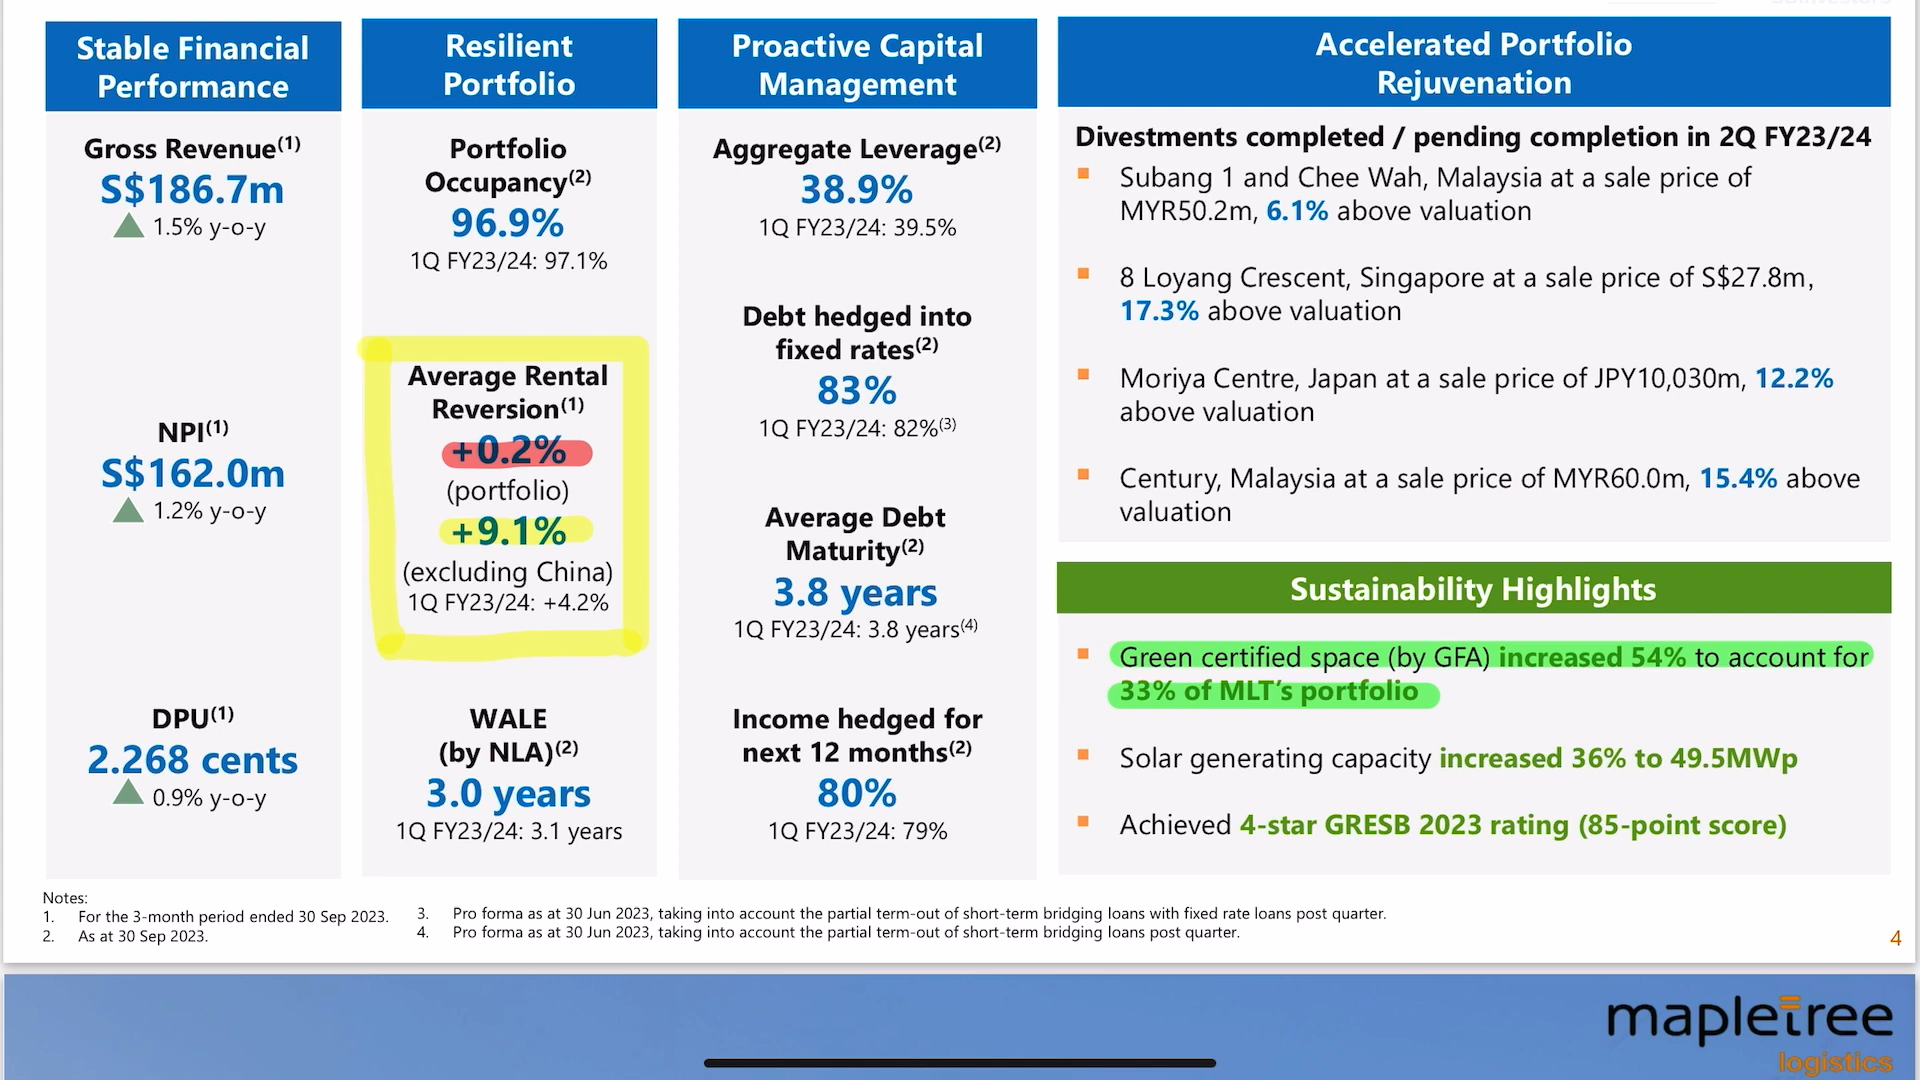 Stable Financial
Performance
Gross Revenue(1)
S$186.7m
1.5% y-o-y
NPI(1)
S$162.0m
1.2% y-o-y
DPU(1)
2.268 cents
0.9% y-o-y
Resilient
Portfolio
Portfolio
Occupancy(2)
96.9%
1Q FY23/24: 97.1%
Average Rental
Reversion(1)
+0.2%
(portfolio)
+9.1%
(excluding China)
1Q FY23/24: +4.2%
WALE
(by NLA)(2)
3.0 years
1Q FY23/24: 3.1 years
Proactive Capital
Management
Aggregate Leverage(2)
38.9%
1Q FY23/24: 39.5%
Debt hedged into
fixed rates(2)
83%
1Q FY23/24: 82%(3)
Average Debt
Maturity(2)
3.8 years
1Q FY23/24: 3.8 years(4)
Income hedged for
next 12 months(2)
80%
1Q FY23/24: 79%
Accelerated Portfolio
Rejuvenation
Divestments completed / pending completion in 2Q FY23/24
Subang 1 and Chee Wah, Malaysia at a sale price of
MYR50.2m, 6.1% above valuation
8 Loyang Crescent, Singapore at a sale price of S$27.8m,
17.3% above valuation
Moriya Centre, Japan at a sale price of JPY10,030m, 12.2%
above valuation
Century, Malaysia at a sale price of MYR60.0m, 15.4% above
valuation
Sustainability Highlights
Green certified space (by GFA) increased 54% to account for
33% of MLT's portfolio
Solar generating capacity increased 36% to 49.5MWp
Achieved 4-star GRESB 2023 rating (85-point score)
Notes:
1. For the 3-month period ended 30 Sep 2023.
2. As at 30 Sep 2023.
3. Pro forma as at 30 Jun 2023, taking into account the partial term-out of short-term bridging loans with fixed rate loans post quarter.
4. Pro forma as at 30 Jun 2023, taking into account the partial term-out of short-term bridging loans post quarter.
4
mapletree
logistics